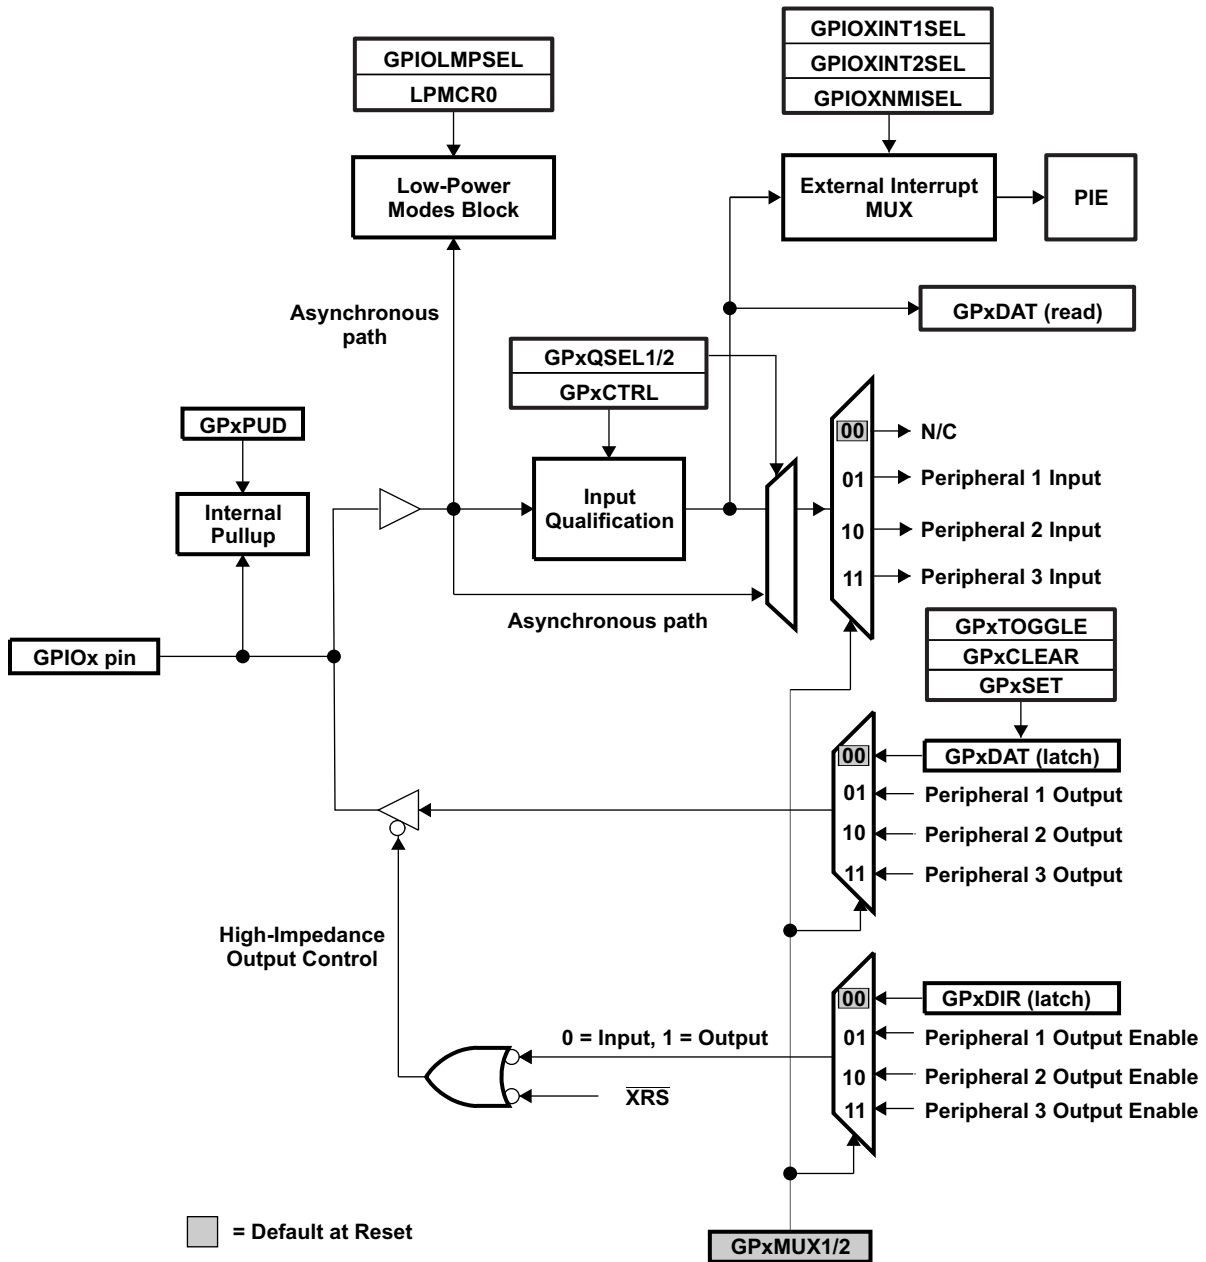 GPIOLMPSEL
LPMCR0
Low-Power
Modes Block
GPIOXINT1SEL
GPIOXINT2SEL
GPIOXNMISEL
External Interrupt
MUX
PIE
Asynchronous
path
GPxDAT (read)
GPxQSEL1/2
GPxCTRL
GPxPUD
Internal
Pullup
Input
Qualification
00
N/C
01
Peripheral 1 Input
10
Peripheral 2 Input
11
Peripheral 3 Input
Asynchronous path
GPIOx pin
GPxTOGGLE
GPxCLEAR
GPxSET
00
GPxDAT (latch)
01
Peripheral 1 Output
10
Peripheral 2 Output
11
Peripheral 3 Output
High-Impedance
Output Control
00
GPxDIR (latch)
0 = Input, 1 = Output
01
Peripheral 1 Output Enable
10
Peripheral 2 Output Enable
XRS
11
Peripheral 3 Output Enable
= Default at Reset
GPxMUX1/2